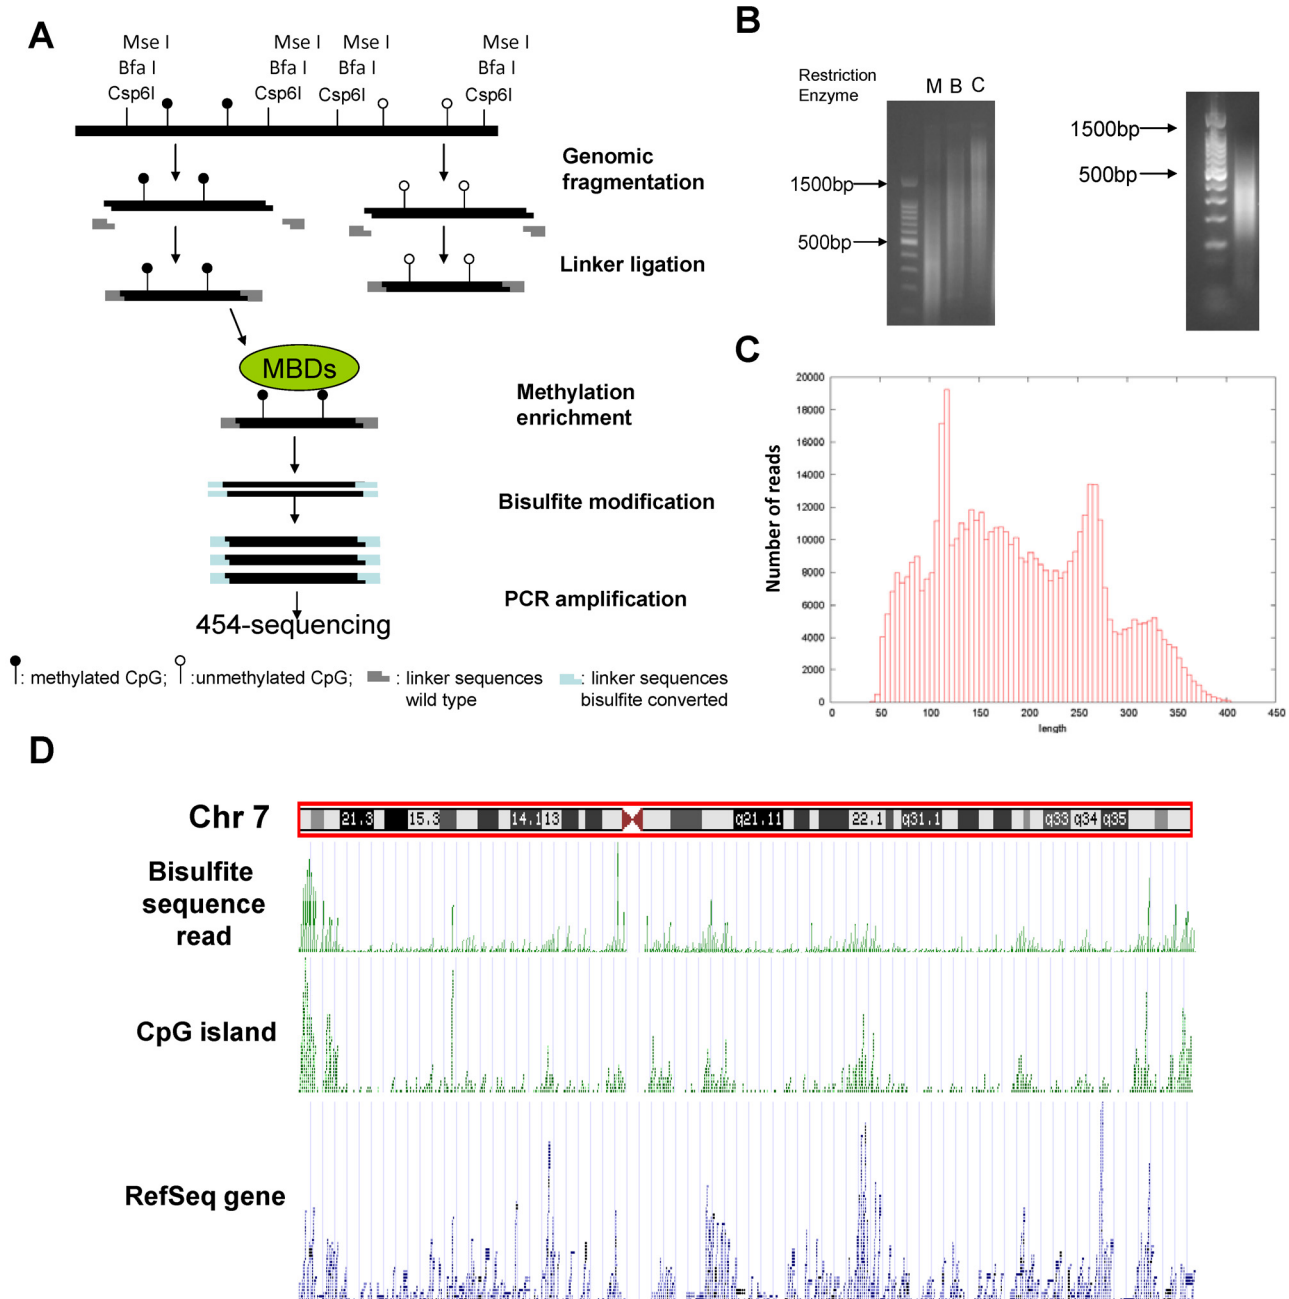 A
Mse I
Mse I
Mse I
Mse I
Bfa I
Bfa I
Bfa I
Bfa I
Csp6I
Csp6I
Csp6I
Csp6I
Genomic
fragmentation
Linker ligation
MBDs
Methylation
enrichment
Bisulfite modification
PCR amplification
454-sequencing
: methylated CpG;
:unmethylated CpG;
: linker sequences
wild type
: linker sequences
bisulfite converted
B
Restriction
Enzyme
M B C
1500bp
500bp
1500bp
500bp
C
Number of reads
20000
18000
16000
14000
12000
10000
8000
6000
4000
2000
0
0 50 100 150 200 250 300 350 400 450
length
D
Chr 7
21.3 15.3 14.1 13 q21.11 22.1 q31.1 q33 q34 q35
Bisulfite
sequence
read
CpG island
RefSeq gene